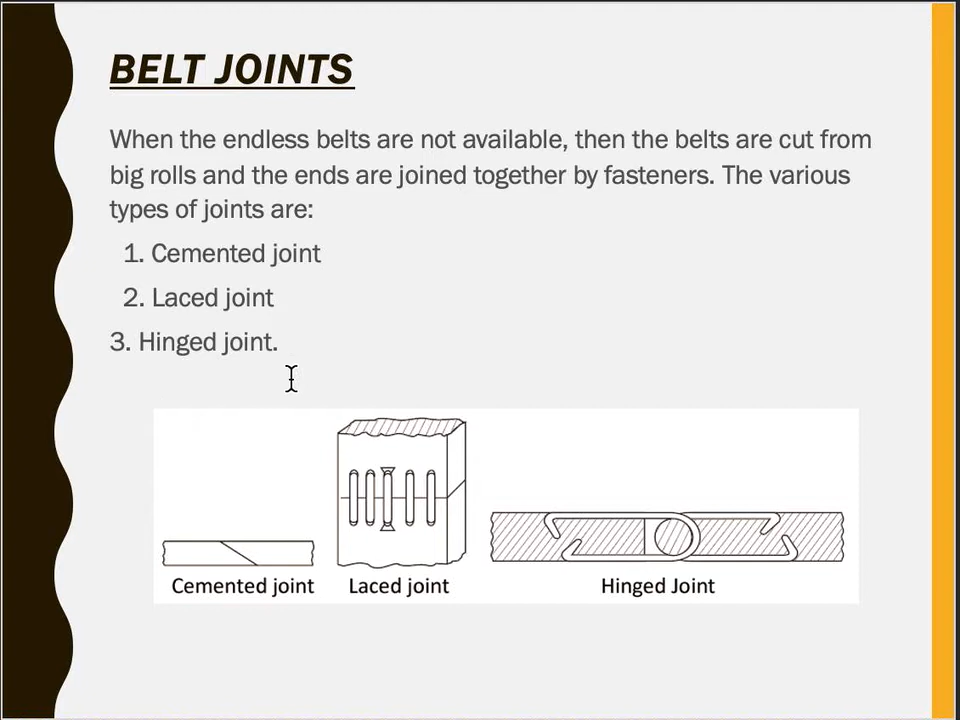 BELT JOINTS
When the endless belts are not available, then the belts are cut from
big rolls and the ends are joined together by fasteners. The various
types of joints are:
1. Cemented joint
2. Laced joint
3. Hinged joint.
Cemented joint Laced joint Hinged Joint